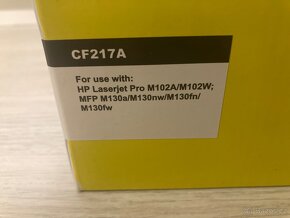 CF217A
For use with:
HP Laserjet Pro M102A/M102W;
MFP M130a/M130nw/M130fn/
M130fw